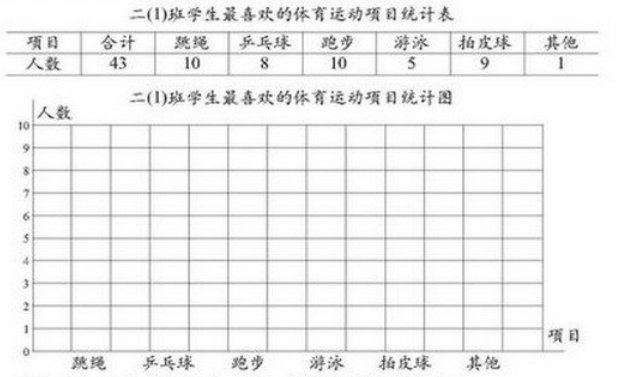 二(1)班学生最喜欢的体育运动项目统计表
项目 合计 跳绳 乒乓球 跑步 游泳 拍皮球 其他
人数 43 10 8 10 5 9 1
二(1)班学生最喜欢的体育运动项目统计图
人数
10
9
8
7
6
5
4
3
2
1
0
项目
跳绳 乒乓球 跑步 游泳 拍皮球 其他